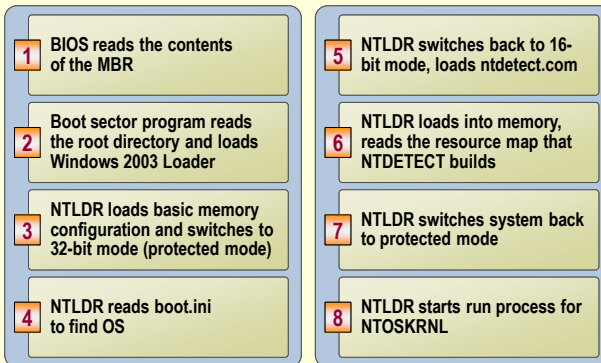 1
BIOS reads the contents
of the MBR
2
Boot sector program reads
the root directory and loads
Windows 2003 Loader
3
NTLDR loads basic memory
configuration and switches to
32-bit mode (protected mode)
4
NTLDR reads boot.ini
to find OS
5
NTLDR switches back to 16-
bit mode, loads ntdetect.com
6
NTLDR loads into memory,
reads the resource map that
NTDETECT builds
7
NTLDR switches system back
to protected mode
8
NTLDR starts run process for
NTOSKRNL